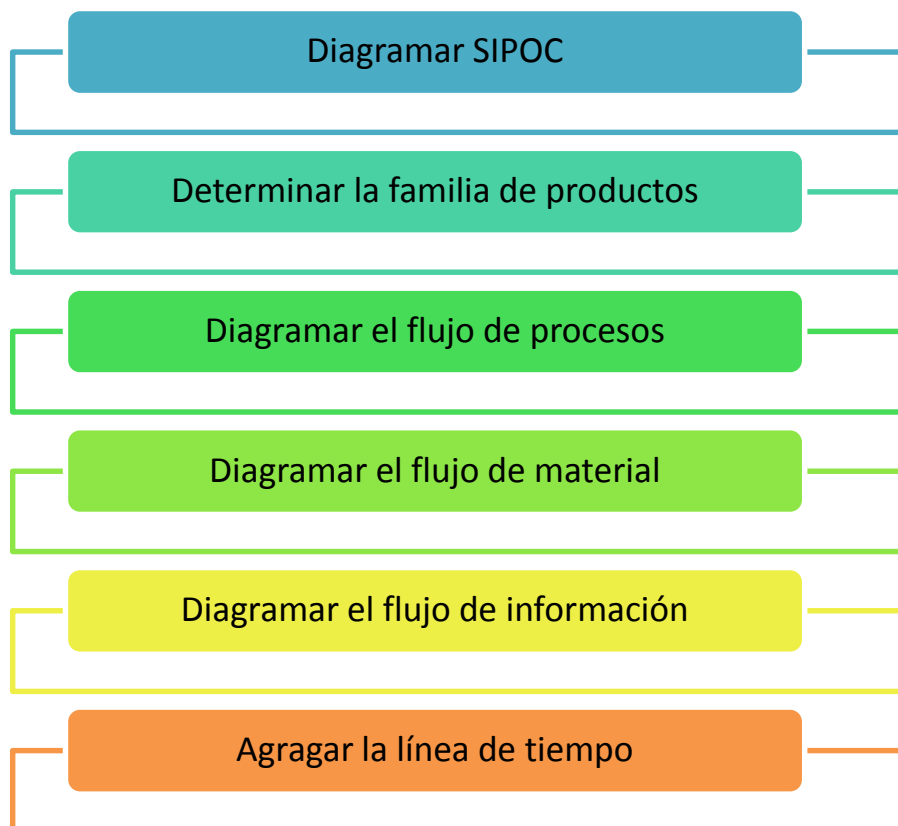 Diagramar SIPOC
Determinar la familia de productos
Diagramar el flujo de procesos
Diagramar el flujo de material
Diagramar el flujo de información
Agragar la línea de tiempo